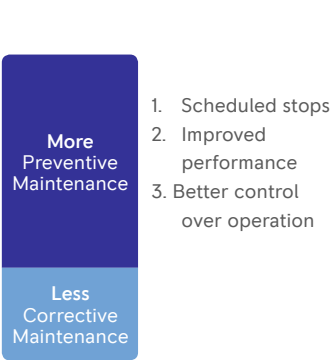 More
Preventive
Maintenance
1. Scheduled stops
2. Improved
performance
3. Better control
over operation
Less
Corrective
Maintenance